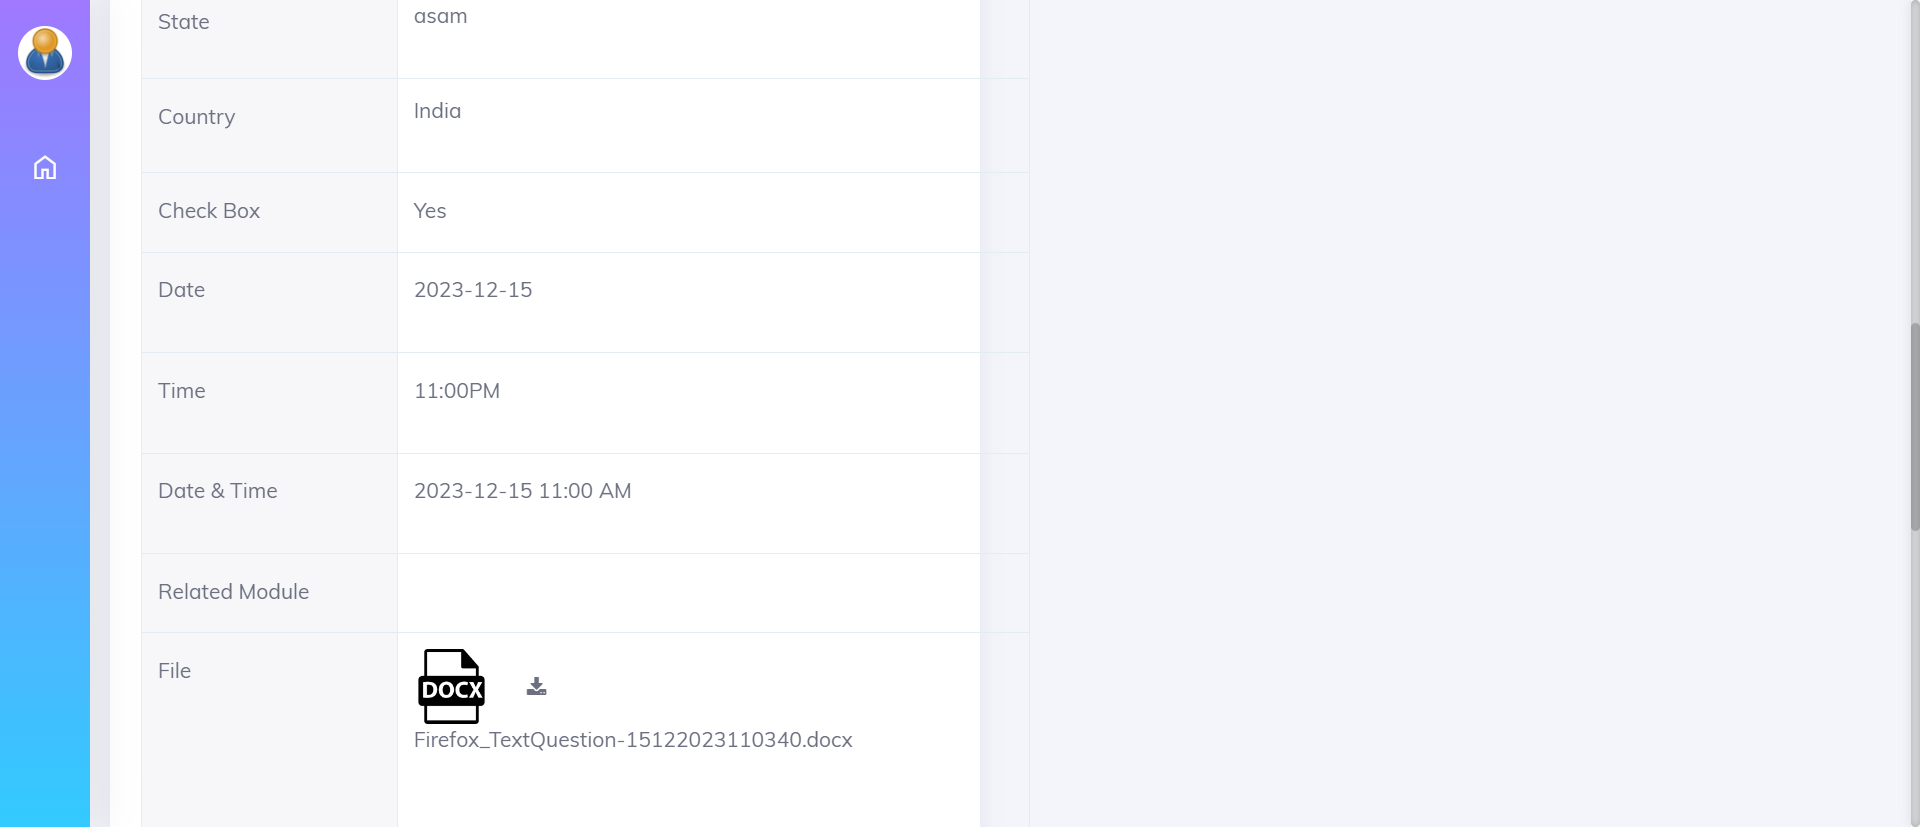 State asam
Country India
Check Box Yes
Date 2023-12-15
Time 11:00PM
Date & Time 2023-12-15 11:00 AM
Related Module
File
DOCX
Firefox_TextQuestion-15122023110340.docx